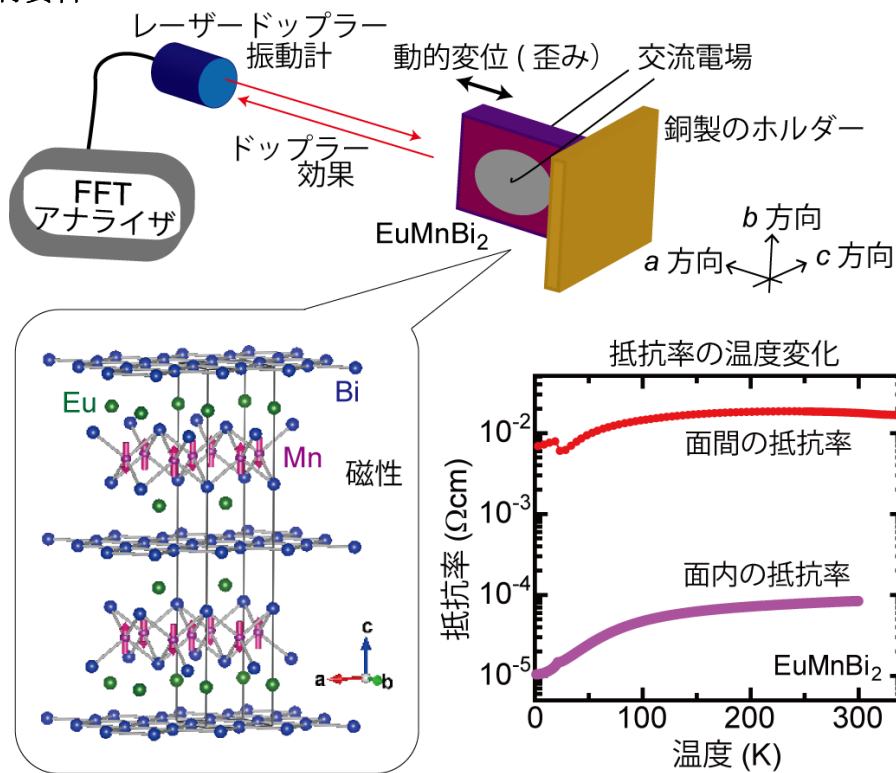 レーザードップラー
振動計
動的変位 ( 歪み）
交流電場
銅製のホルダー
ドップラー
効果
FFT
アナライザ
EuMnBi2
b 方向
a 方向
c 方向
抵抗率の温度変化
Eu
Bi
Mn
磁性
c
a
b
抵抗率 (Ωcm)
10-2
10-3
10-4
10-5
面間の抵抗率
面内の抵抗率
EuMnBi2
0
100
200
300
温度 (K)